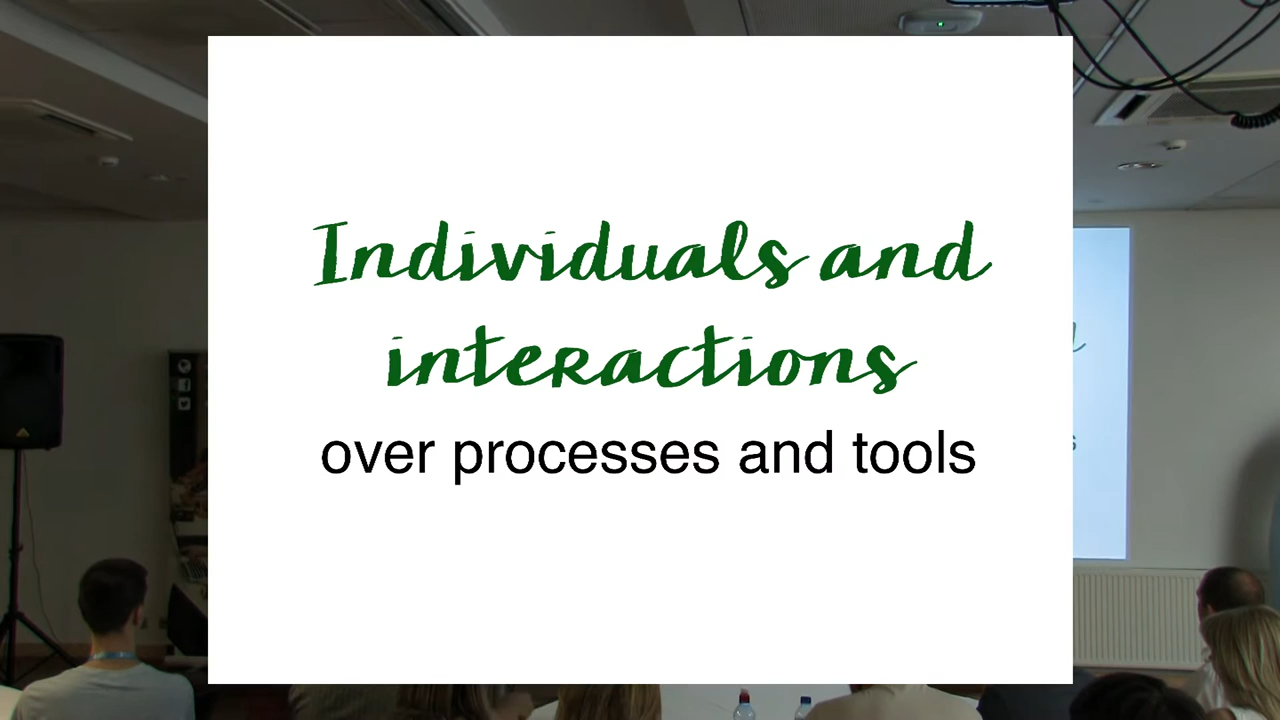 Individuals and
interactions
over processes and tools